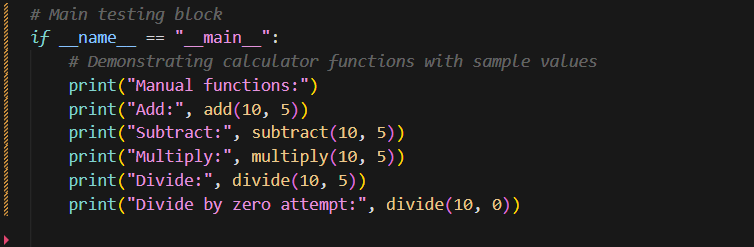 # Main testing block
if __name__ == "__main__":
    # Demonstrating calculator functions with sample values
    print("Manual functions:")
    print("Add:", add(10, 5))
    print("Subtract:", subtract(10, 5))
    print("Multiply:", multiply(10, 5))
    print("Divide:", divide(10, 5))
    print("Divide by zero attempt:", divide(10, 0))